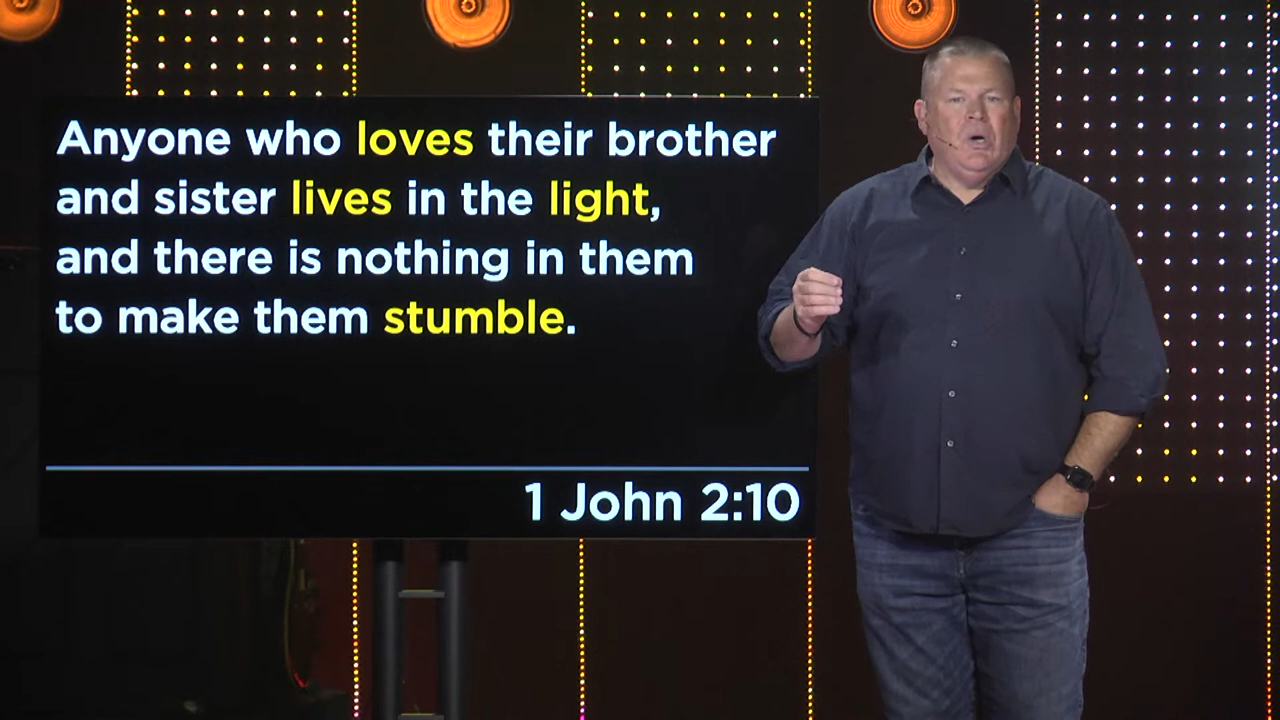 Anyone who loves their brother
and sister lives in the light,
and there is nothing in them
to make them stumble.
1 John 2:10